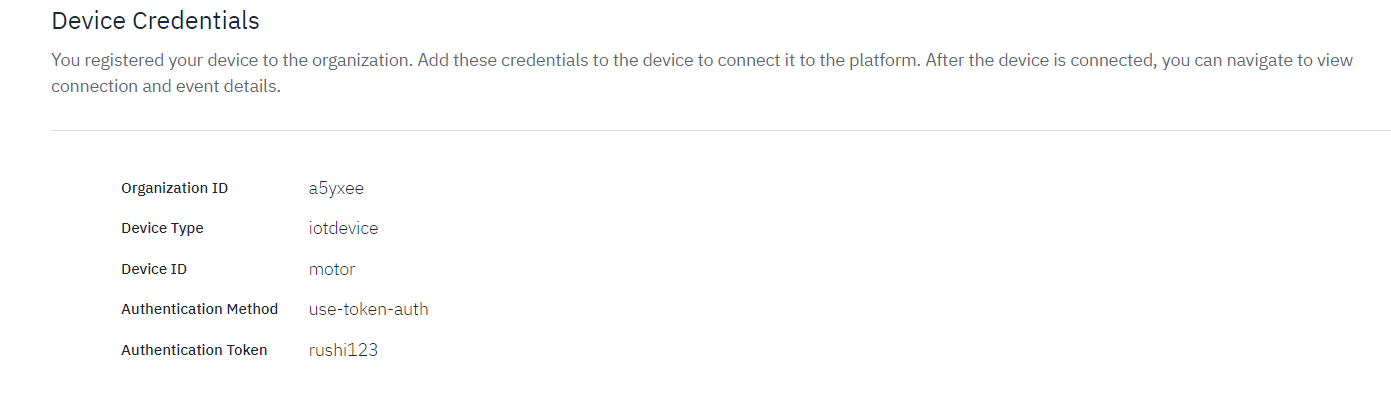 Device Credentials
You registered your device to the organization. Add these credentials to the device to connect it to the platform. After the device is connected, you can navigate to view
connection and event details.
Organization ID a5yxee
Device Type iotdevice
Device ID motor
Authentication Method use-token-auth
Authentication Token rushi123